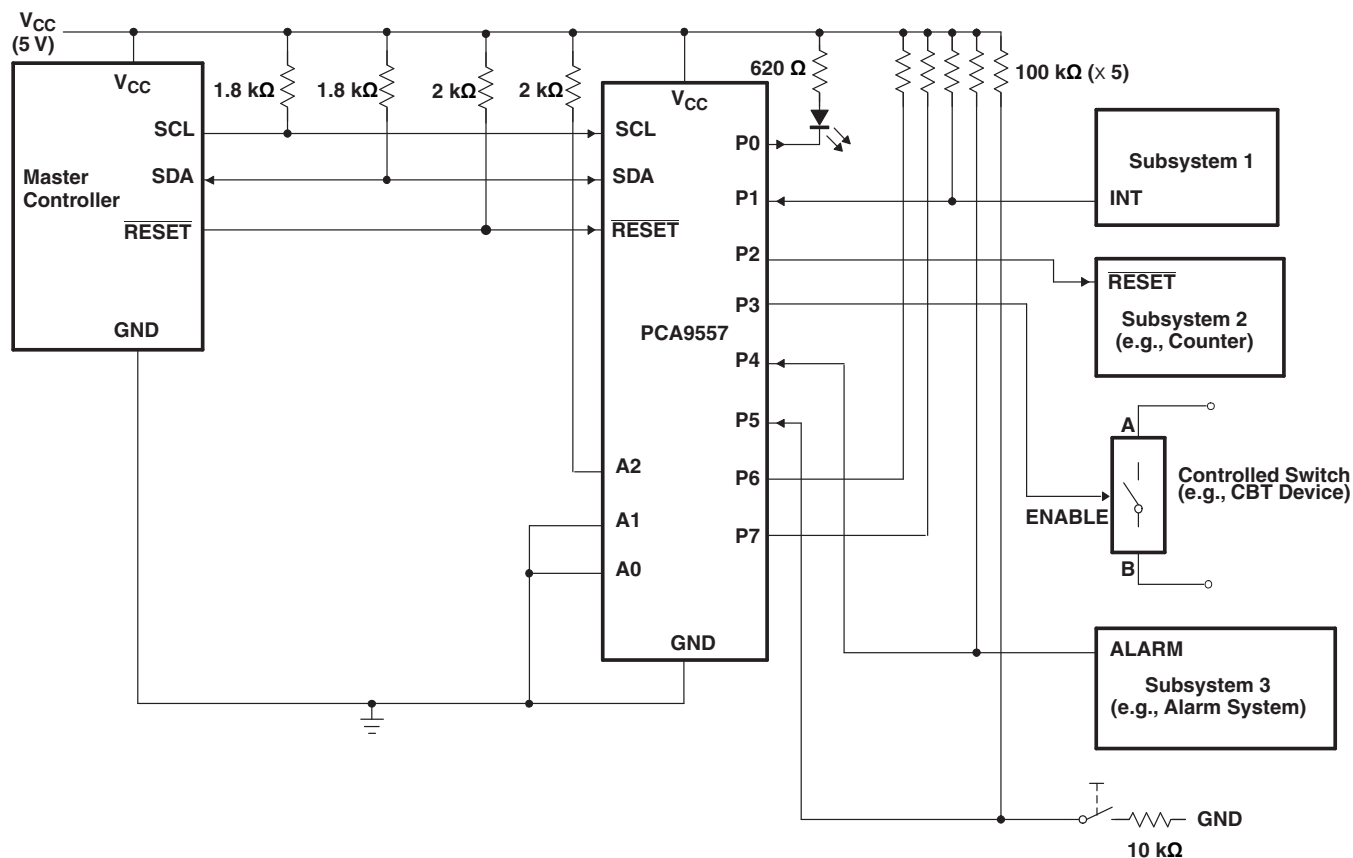 VCC
(5 V)
VCC
1.8 kΩ
1.8 kΩ
2 kΩ
2 kΩ
SCL
SDA
Master
Controller
RESET
GND
VCC
SCL
SDA
RESET
PCA9557
A2
A1
A0
GND
P0
P1
P2
P3
P4
P5
P6
P7
620 Ω
100 kΩ (x 5)
Subsystem 1
INT
RESET
Subsystem 2
(e.g., Counter)
A
Controlled Switch
(e.g., CBT Device)
ENABLE
B
ALARM
Subsystem 3
(e.g., Alarm System)
GND
10 kΩ